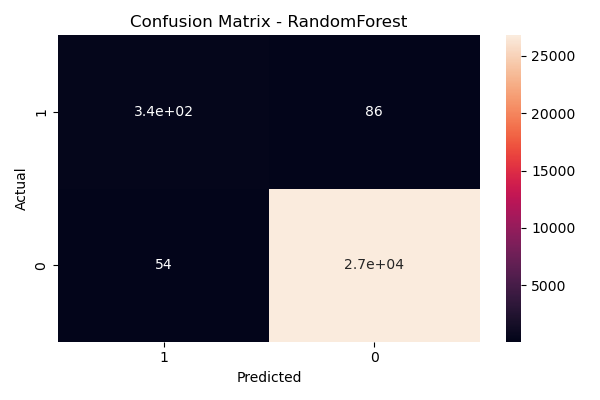 Confusion Matrix - RandomForest
Actual
1
0
3.4e+02
86
54
2.7e+04
1
0
Predicted
25000
20000
15000
10000
5000